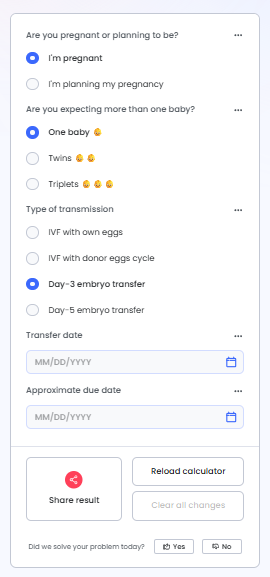 Are you pregnant or planning to be?
I'm pregnant
I'm planning my pregnancy
Are you expecting more than one baby?
One baby
Twins
Triplets
Type of transmission
IVF with own eggs
IVF with donor eggs cycle
Day-3 embryo transfer
Day-5 embryo transfer
Transfer date
MM/DD/YYYY
Approximate due date
MM/DD/YYYY
Share result
Reload calculator
Clear all changes
Did we solve your problem today? Yes No